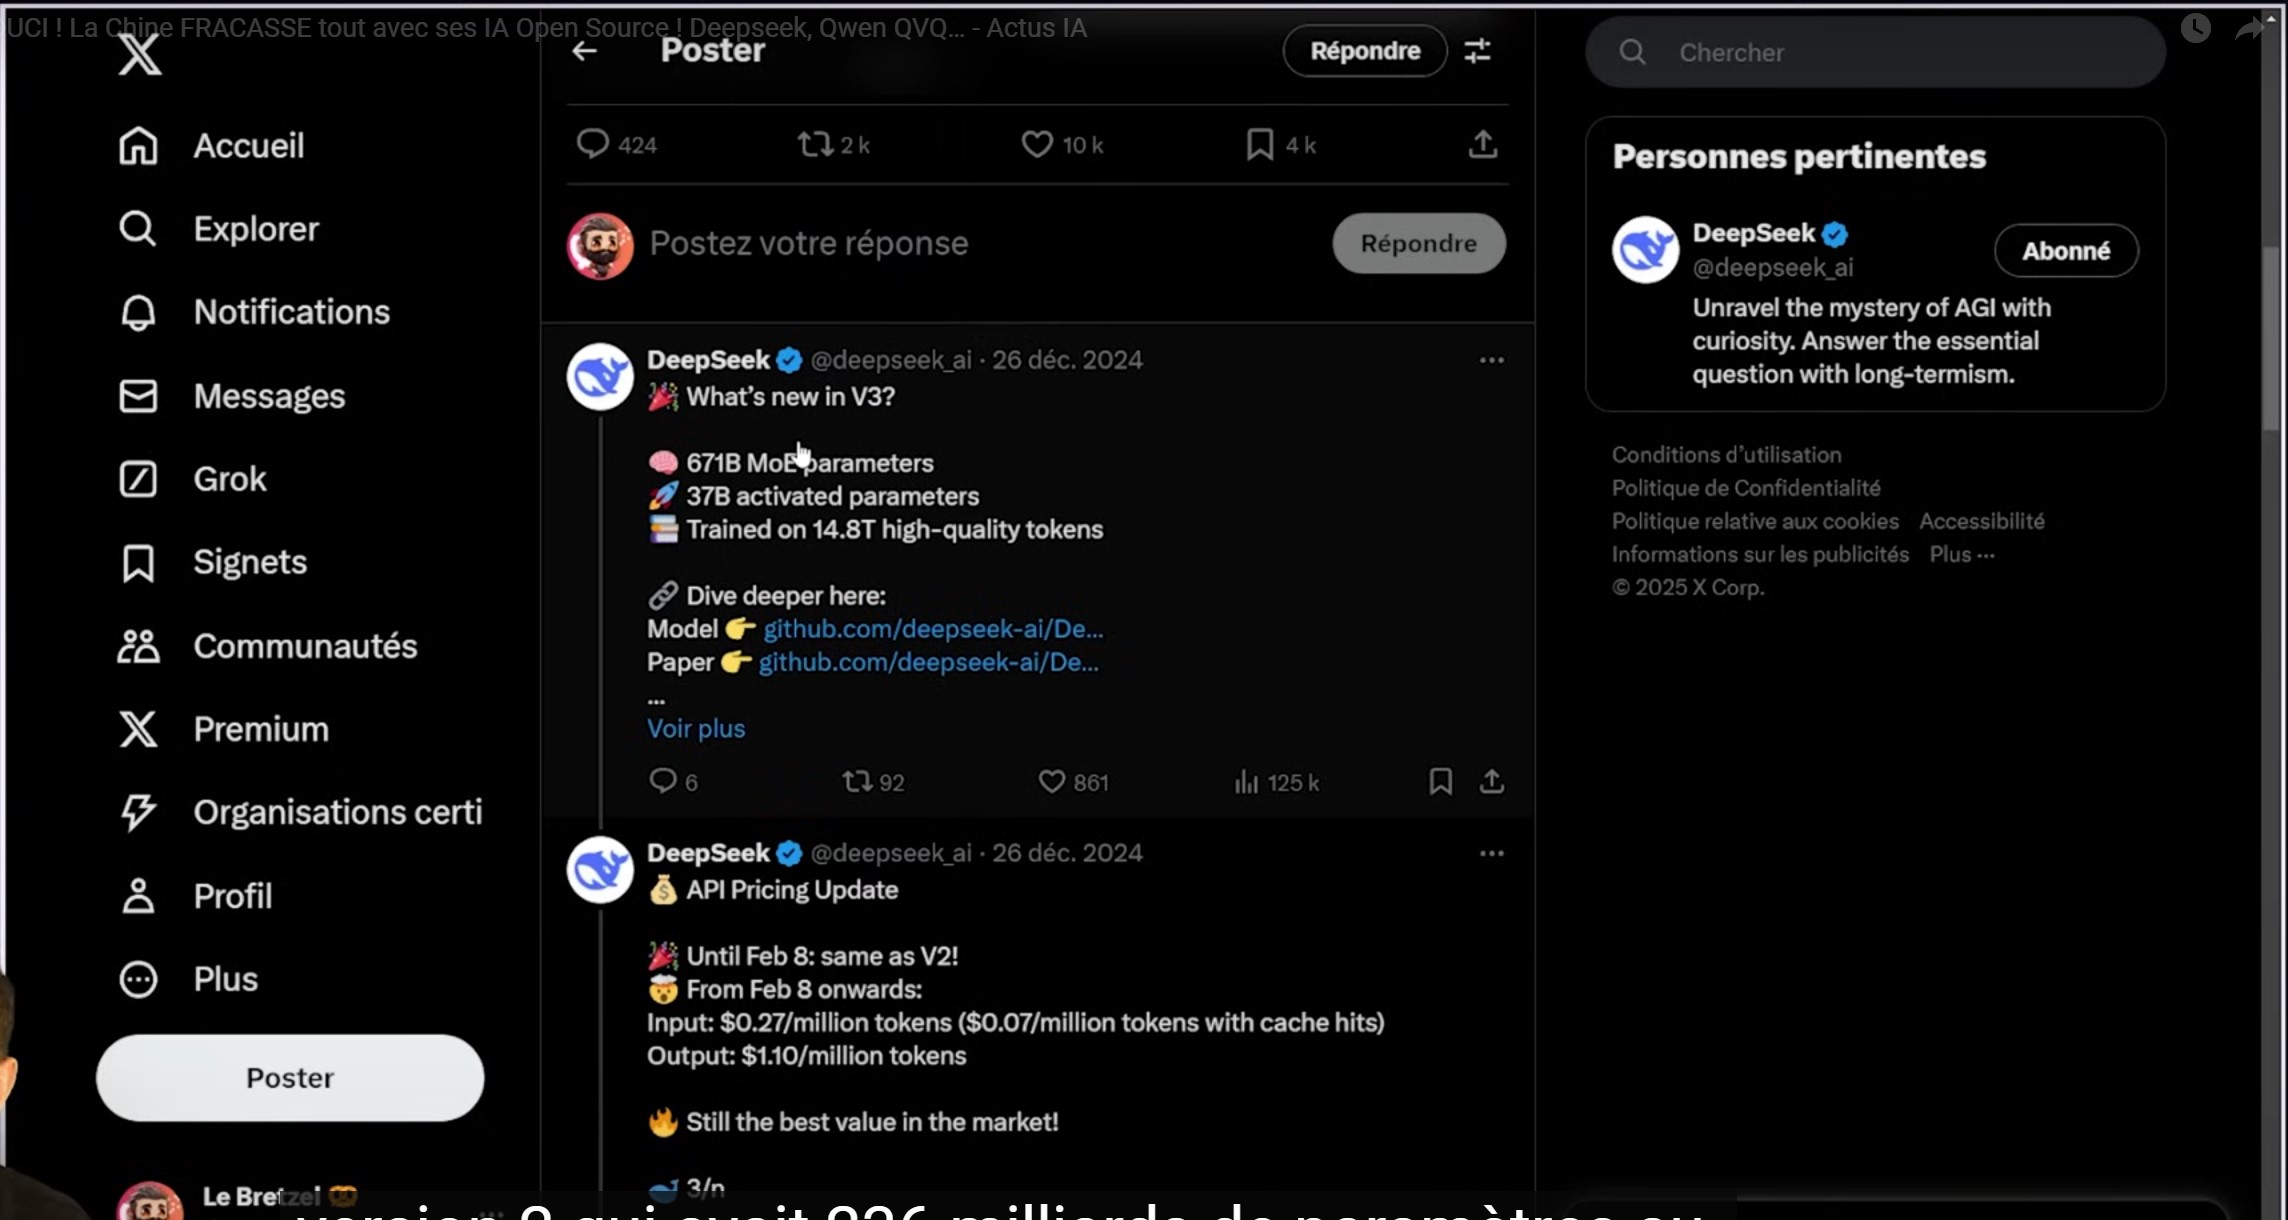 UCI ! La Chine FRACASSE tout avec ses IA Open Source ! Deepseek, Qwen QVQ... - Actus IA
Accueil
Explorer
Notifications
Messages
Grok
Signets
Communautés
Premium
Organisations certi
Profil
Plus
Poster
Le Bretzel 🥨
Poster
Répondre
424 2 k 10 k 4 k
Postez votre réponse
Répondre
DeepSeek @deepseek_ai · 26 déc. 2024
🎉 What's new in V3?
🧠 671B MoE parameters
🚀 37B activated parameters
📚 Trained on 14.8T high-quality tokens
🔗 Dive deeper here:
Model 👉 github.com/deepseek-ai/De...
Paper 👉 github.com/deepseek-ai/De...
...
Voir plus
6 92 861 125 k
DeepSeek @deepseek_ai · 26 déc. 2024
💰 API Pricing Update
🎉 Until Feb 8: same as V2!
🤯 From Feb 8 onwards:
Input: $0.27/million tokens ($0.07/million tokens with cache hits)
Output: $1.10/million tokens
🔥 Still the best value in the market!
🐋 3/n
Chercher
Personnes pertinentes
DeepSeek
@deepseek_ai
Abonné
Unravel the mystery of AGI with
curiosity. Answer the essential
question with long-termism.
Conditions d'utilisation
Politique de Confidentialité
Politique relative aux cookies Accessibilité
Informations sur les publicités Plus ...
© 2025 X Corp.
qui avait 236 milliards de paramètres